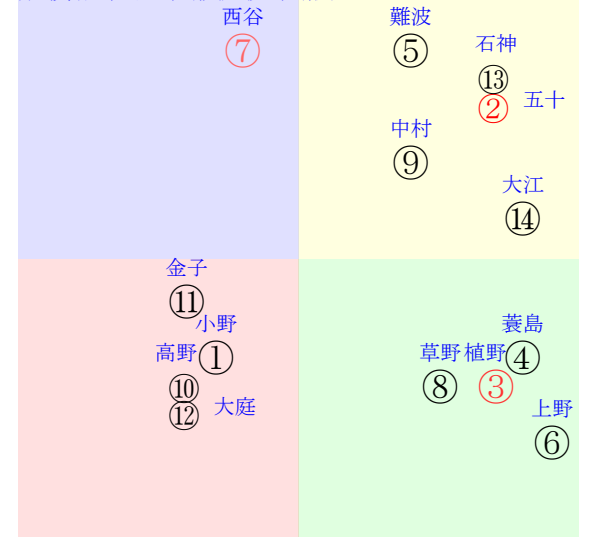 西谷
⑦
難波
⑤
石神
⑬
②
五十
中村
⑨
大江
⑭
金子
⑪
小野
①
高野
⑩
⑫
大庭
蓑島
④
草野
⑧
植野
③
上野
⑥